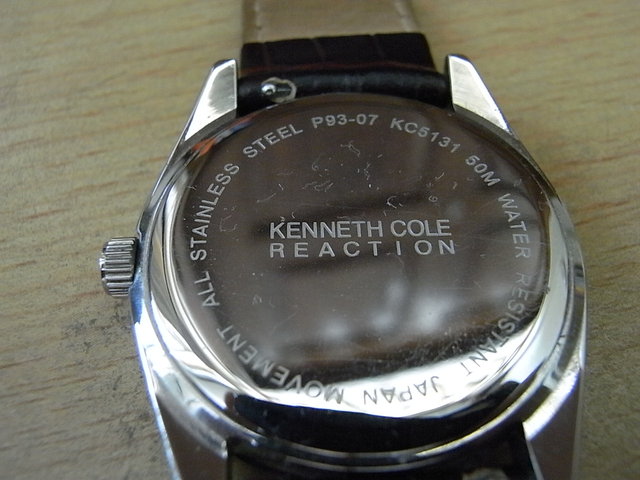 KENNETH COLE
REACTION
ALL STAINLESS STEEL P93-07 KC5131 50M WATER RESISTANT JAPAN MOVEMENT